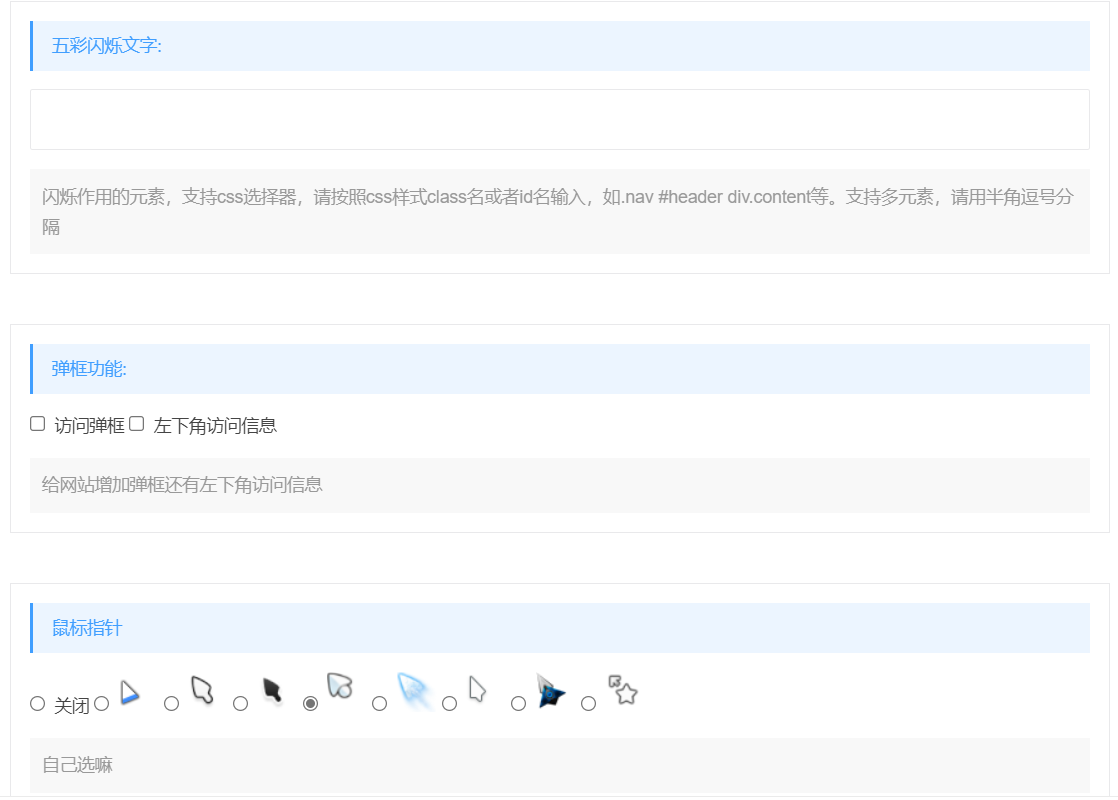 五彩闪烁文字:
闪烁作用的元素，支持css选择器，请按照css样式class名或者id名输入，如.nav #header div.content等。支持多元素，请用半角逗号分
隔
弹框功能:
访问弹框 左下角访问信息
给网站增加弹框还有左下角访问信息
鼠标指针
关闭
自己选嘛